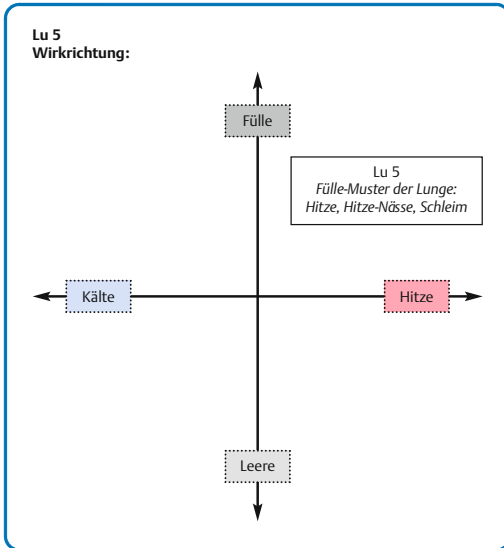 Lu 5
Wirkrichtung:
Fülle
Lu 5
Fülle-Muster der Lunge:
Hitze, Hitze-Nässe, Schleim
Kälte
Hitze
Leere